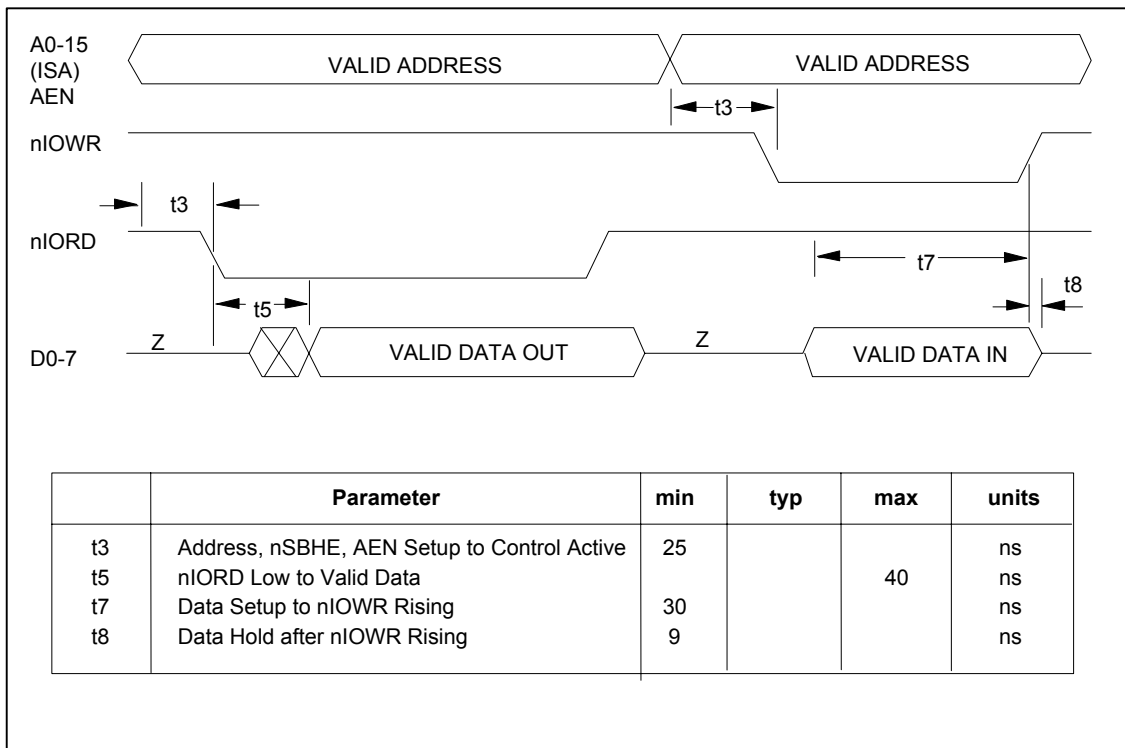 A0-15
(ISA)
AEN
VALID ADDRESS
VALID ADDRESS
t3
nIOWR
t3
nIORD
t7
t8
t5
D0-7
Z
VALID DATA OUT
Z
VALID DATA IN
Parameter min typ max units
t3 Address, nSBHE, AEN Setup to Control Active 25 ns
t5 nIORD Low to Valid Data 40 ns
t7 Data Setup to nIOWR Rising 30 ns
t8 Data Hold after nIOWR Rising 9 ns